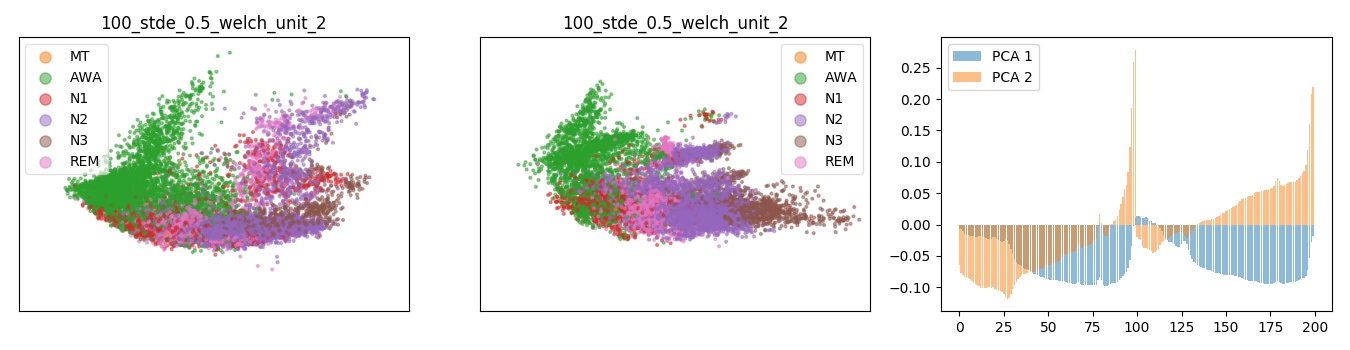 100_stde_0.5_welch_unit_2
MT
AWA
N1
N2
N3
REM
100_stde_0.5_welch_unit_2
MT
AWA
N1
N2
N3
REM
PCA 1
PCA 2
0.25
0.20
0.15
0.10
0.05
0.00
−0.05
−0.10
0 25 50 75 100 125 150 175 200